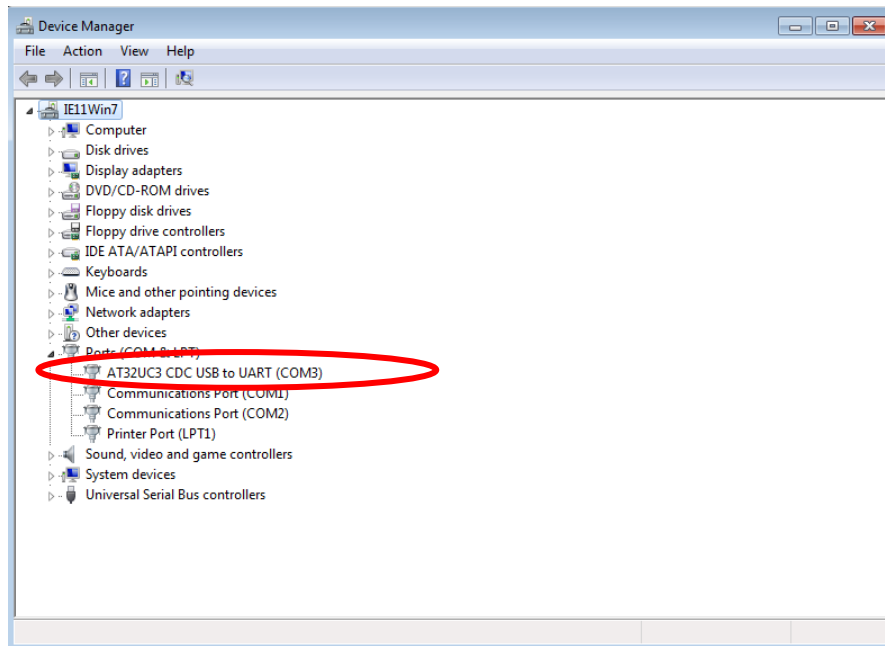 Device Manager
File Action View Help
IE11Win7
Computer
Disk drives
Display adapters
DVD/CD-ROM drives
Floppy disk drives
Floppy drive controllers
IDE ATA/ATAPI controllers
Keyboards
Mice and other pointing devices
Network adapters
Other devices
Ports (COM & LPT)
AT32UC3 CDC USB to UART (COM3)
Communications Port (COM1)
Communications Port (COM2)
Printer Port (LPT1)
Sound, video and game controllers
System devices
Universal Serial Bus controllers